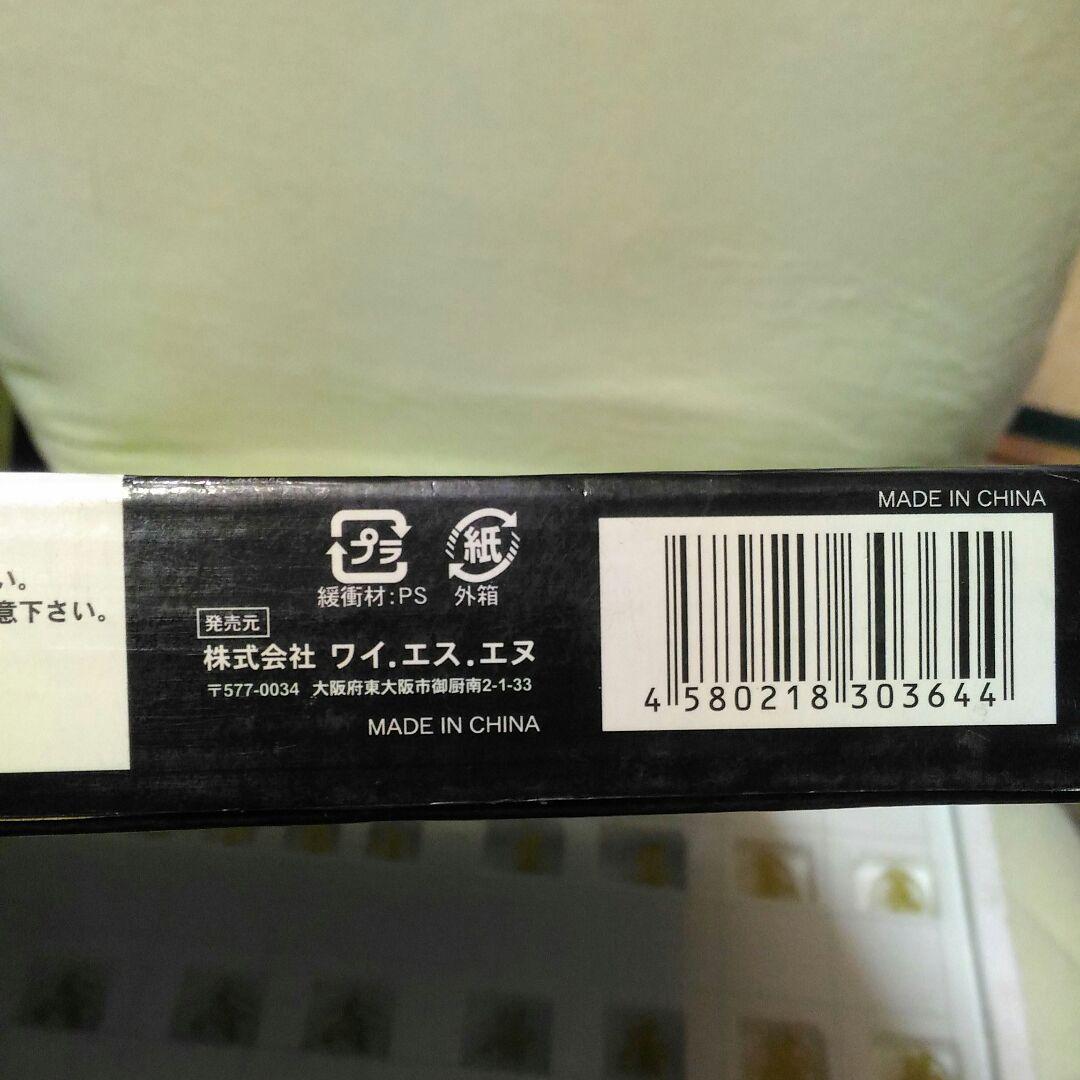 い。
意下さい。
プラ
紙
緩衝材:PS 外箱
発売元
株式会社 ワイ.エス.エヌ
〒577-0034 大阪府東大阪市御厨南2-1-33
MADE IN CHINA
MADE IN CHINA
4 580218 303644